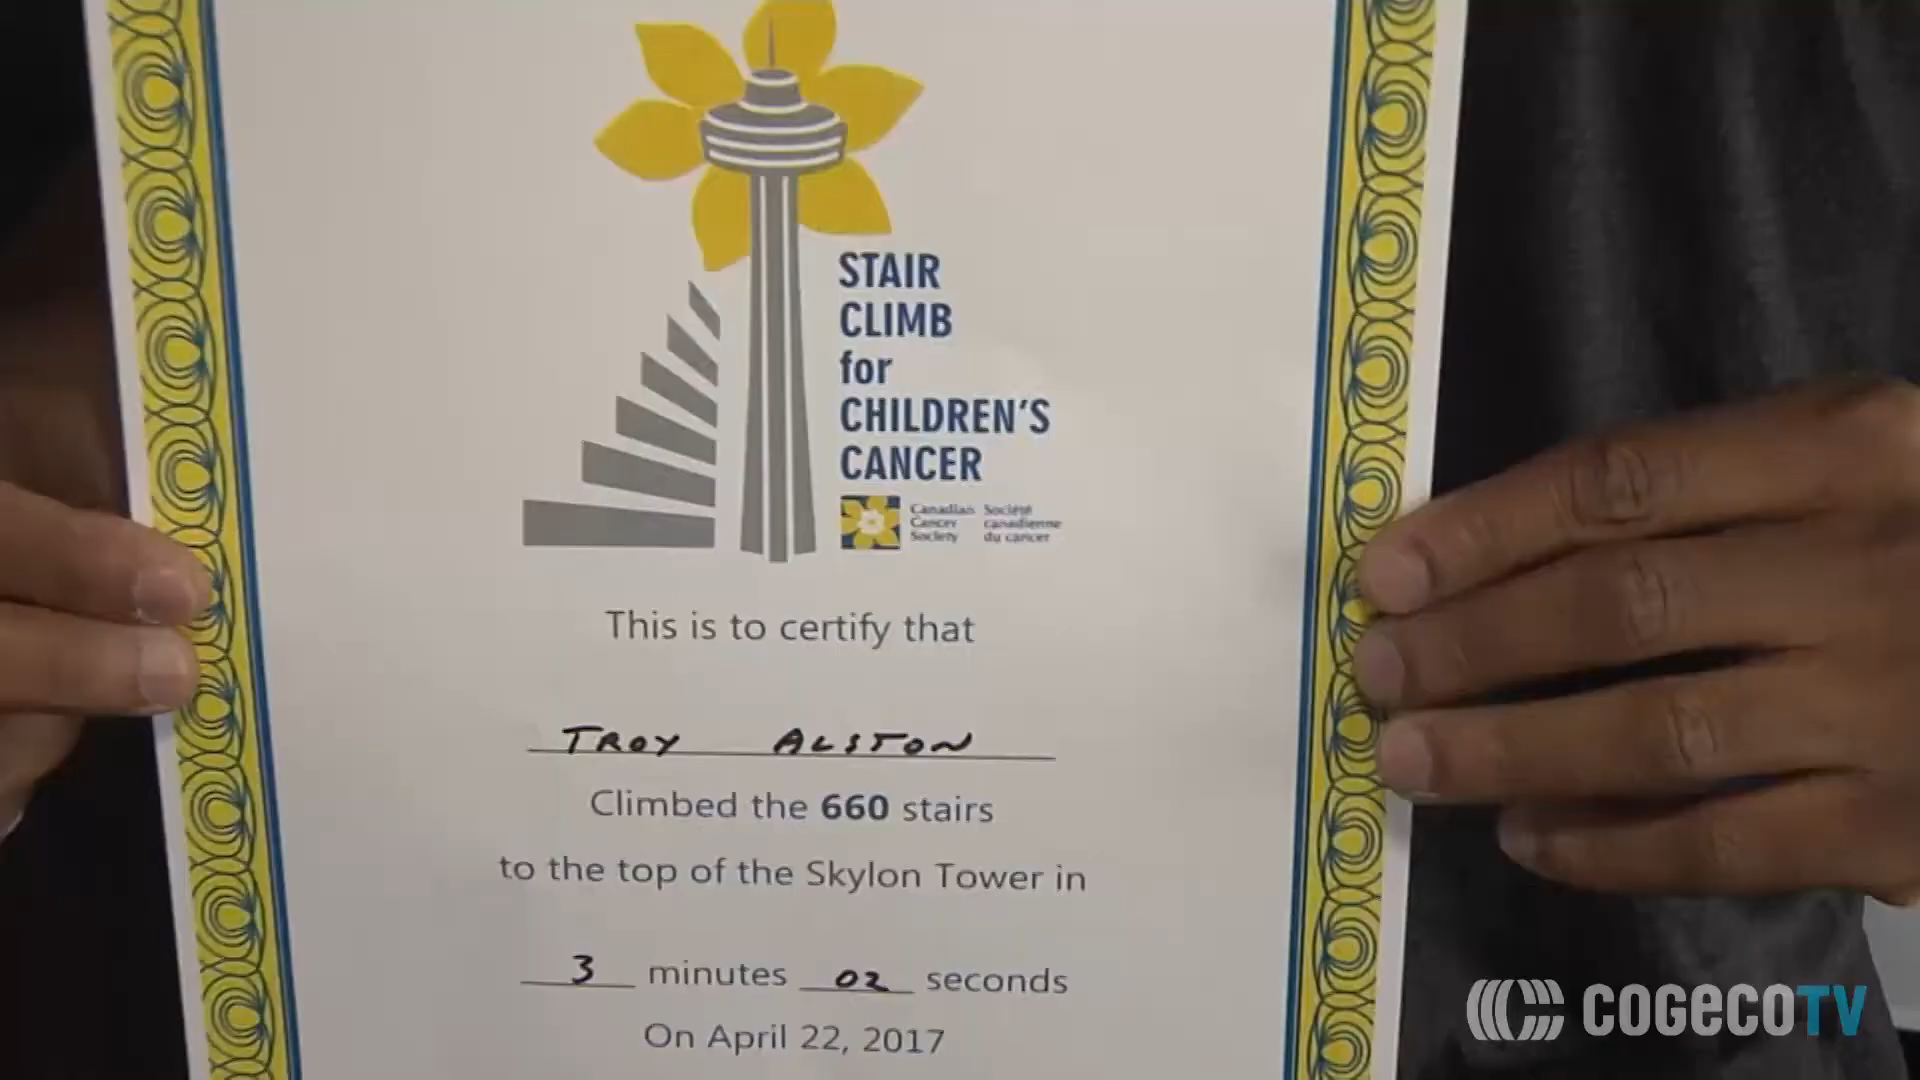 STAIR
CLIMB
for
CHILDREN'S
CANCER
Canadian Société
Cancer canadienne
Society du cancer
This is to certify that
TROY ALSTON
Climbed the 660 stairs
to the top of the Skylon Tower in
3 minutes 02 seconds
On April 22, 2017
COGECOTV